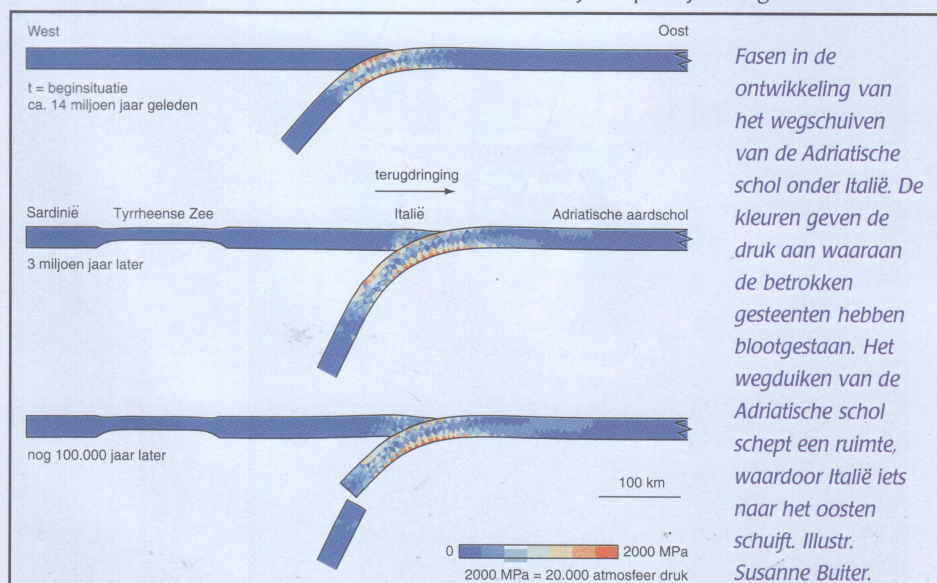 West
Oost
t = beginsituatie
ca. 14 miljoen jaar geleden
terugdringing
Sardinië
Tyrrheense Zee
Italië
Adriatische aardschol
3 miljoen jaar later
nog 100.000 jaar later
100 km
0
2000 MPa
2000 MPa = 20.000 atmosfeer druk
Fasen in de
ontwikkeling van
het wegschuiven
van de Adriatische
schol onder Italië. De
kleuren geven de
druk aan waaraan
de betrokken
gesteenten hebben
blootgestaan. Het
wegduiken van de
Adriatische schol
schept een ruimte,
waardoor Italië iets
naar het oosten
schuift. Illustr.
Susanne Buiter.